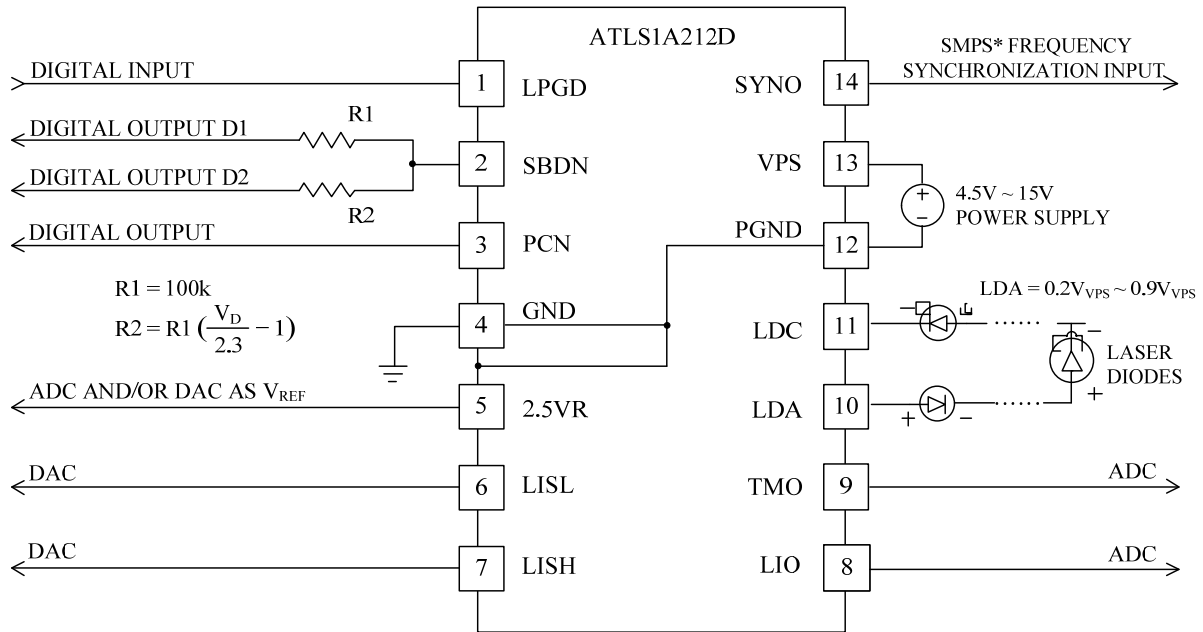 ATLS1A212D
DIGITAL INPUT
1
LPGD
R1
DIGITAL OUTPUT D1
2
SBDN
DIGITAL OUTPUT D2
R2
DIGITAL OUTPUT
3
PCN
R1 = 100k
R2 = R1 (V_D/2.3 − 1)
4
GND
ADC AND/OR DAC AS V_REF
5
2.5VR
DAC
6
LISL
DAC
7
LISH
SMPS* FREQUENCY
SYNCHRONIZATION INPUT
SYNO
14
VPS
13
+
−
4.5V ~ 15V
POWER SUPPLY
PGND
12
LDA = 0.2V_VPS ~ 0.9V_VPS
LDC
11
−
−
LASER
DIODES
+
LDA
10
+
−
TMO
9
ADC
LIO
8
ADC